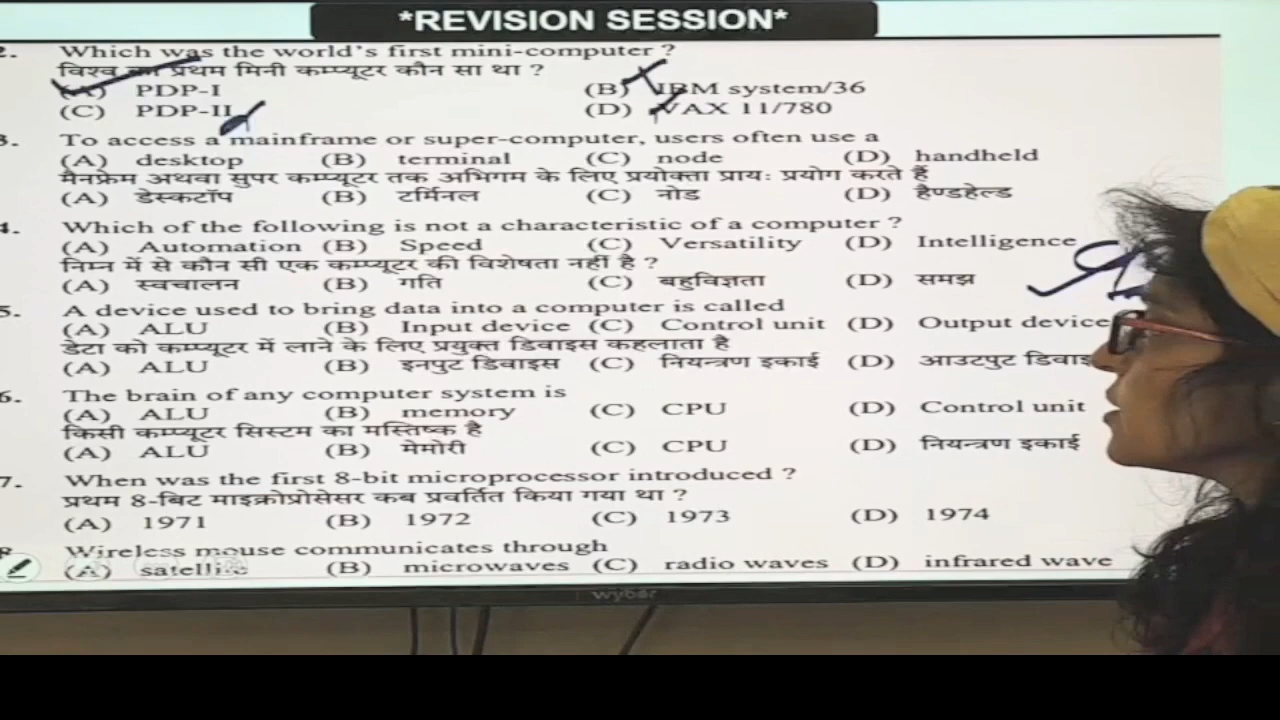 *REVISION SESSION*
2. Which was the world's first mini-computer ?
विश्व का प्रथम मिनी कम्प्यूटर कौन सा था ?
(A) PDP-I (B) IBM system/36
(C) PDP-II (D) VAX 11/780
3. To access a mainframe or super-computer, users often use a
(A) desktop (B) terminal (C) node (D) handheld
मैनफ्रेम अथवा सुपर कम्प्यूटर तक अभिगम के लिए प्रयोक्ता प्रायः प्रयोग करते हैं
(A) डेस्कटॉप (B) टर्मिनल (C) नोड (D) हैण्डहेल्ड
4. Which of the following is not a characteristic of a computer ?
(A) Automation (B) Speed (C) Versatility (D) Intelligence
निम्न में से कौन सी एक कम्प्यूटर की विशेषता नहीं है ?
(A) स्वचालन (B) गति (C) बहुविज्ञता (D) समझ
5. A device used to bring data into a computer is called
(A) ALU (B) Input device (C) Control unit (D) Output device
डेटा को कम्प्यूटर में लाने के लिए प्रयुक्त डिवाइस कहलाता है
(A) ALU (B) इनपुट डिवाइस (C) नियन्त्रण इकाई (D) आउटपुट
6. The brain of any computer system is
(A) ALU (B) memory (C) CPU (D) Control unit
किसी कम्प्यूटर सिस्टम का मस्तिष्क है
(A) ALU (B) मेमोरी (C) CPU (D) नियन्त्रण इकाई
7. When was the first 8-bit microprocessor introduced ?
प्रथम 8-बिट माइक्रोप्रोसेसर कब प्रवर्तित किया गया था ?
(A) 1971 (B) 1972 (C) 1973 (D) 1974
Wireless mouse communicates through
(A) satellite (B) microwaves (C) radio waves (D) infrared wave